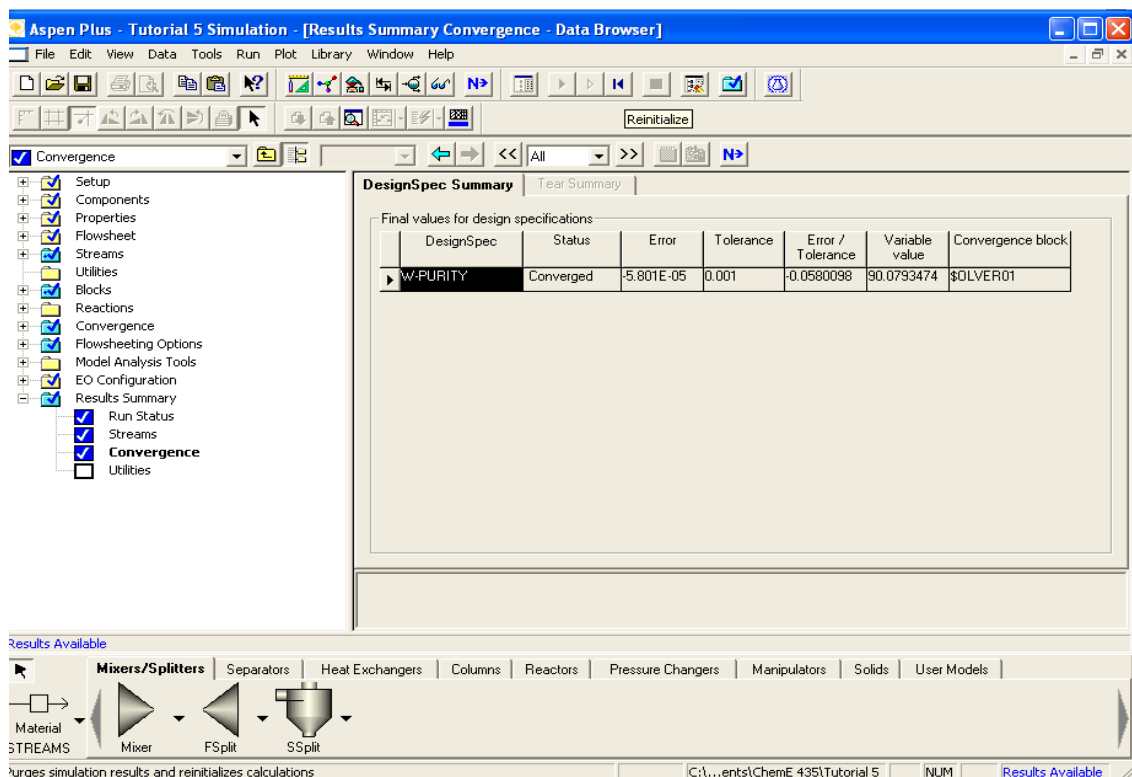 Aspen Plus - Tutorial 5 Simulation - [Results Summary Convergence - Data Browser]
File Edit View Data Tools Run Plot Library Window Help
N>
Reinitialize
Convergence
<< All >> N>
Setup
Components
Properties
Flowsheet
Streams
Utilities
Blocks
Reactions
Convergence
Flowsheeting Options
Model Analysis Tools
EO Configuration
Results Summary
Run Status
Streams
Convergence
Utilities
DesignSpec Summary Tear Summary
Final values for design specifications
DesignSpec Status Error Tolerance Error / Tolerance Variable value Convergence block
W-PURITY Converged -5.801E-05 0.001 -0.0580098 90.0793474 $OLVER01
Results Available
Mixers/Splitters Separators Heat Exchangers Columns Reactors Pressure Changers Manipulators Solids User Models
Material
STREAMS
Mixer FSplit SSplit
Purges simulation results and reinitializes calculations C:\...ents\ChemE 435\Tutorial 5 NUM Results Available